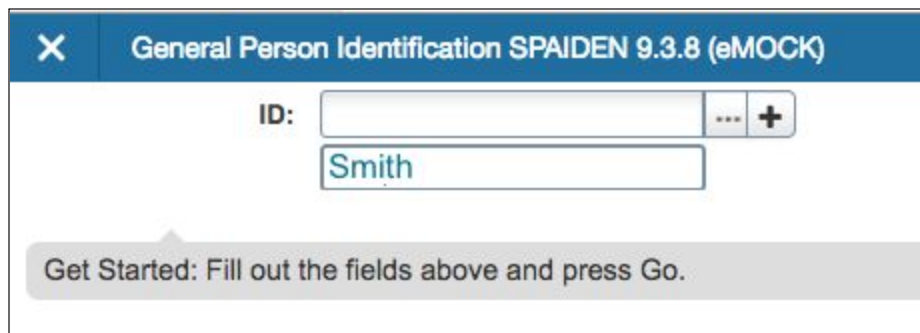 General Person Identification SPAIDEN 9.3.8 (eMOCK)
ID:
Smith
Get Started: Fill out the fields above and press Go.